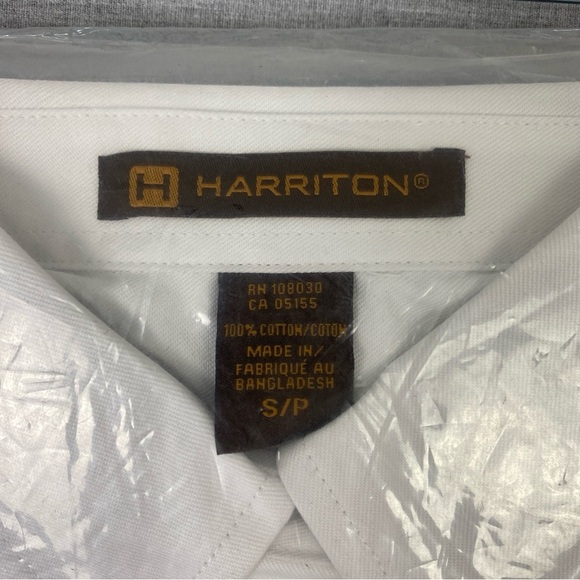 H HARRITON®
RN 108030
CA 05155
100% COTTON/COTON
MADE IN/
FABRIQUÉ AU
BANGLADESH
S/P